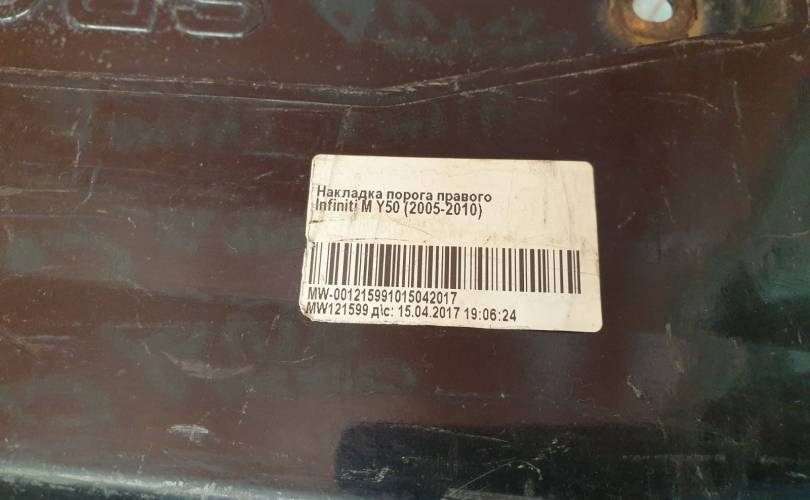 Накладка порога правого
Infiniti M Y50 (2005-2010)
MW-001215991015042017
MW121599 д\с: 15.04.2017 19:06:24